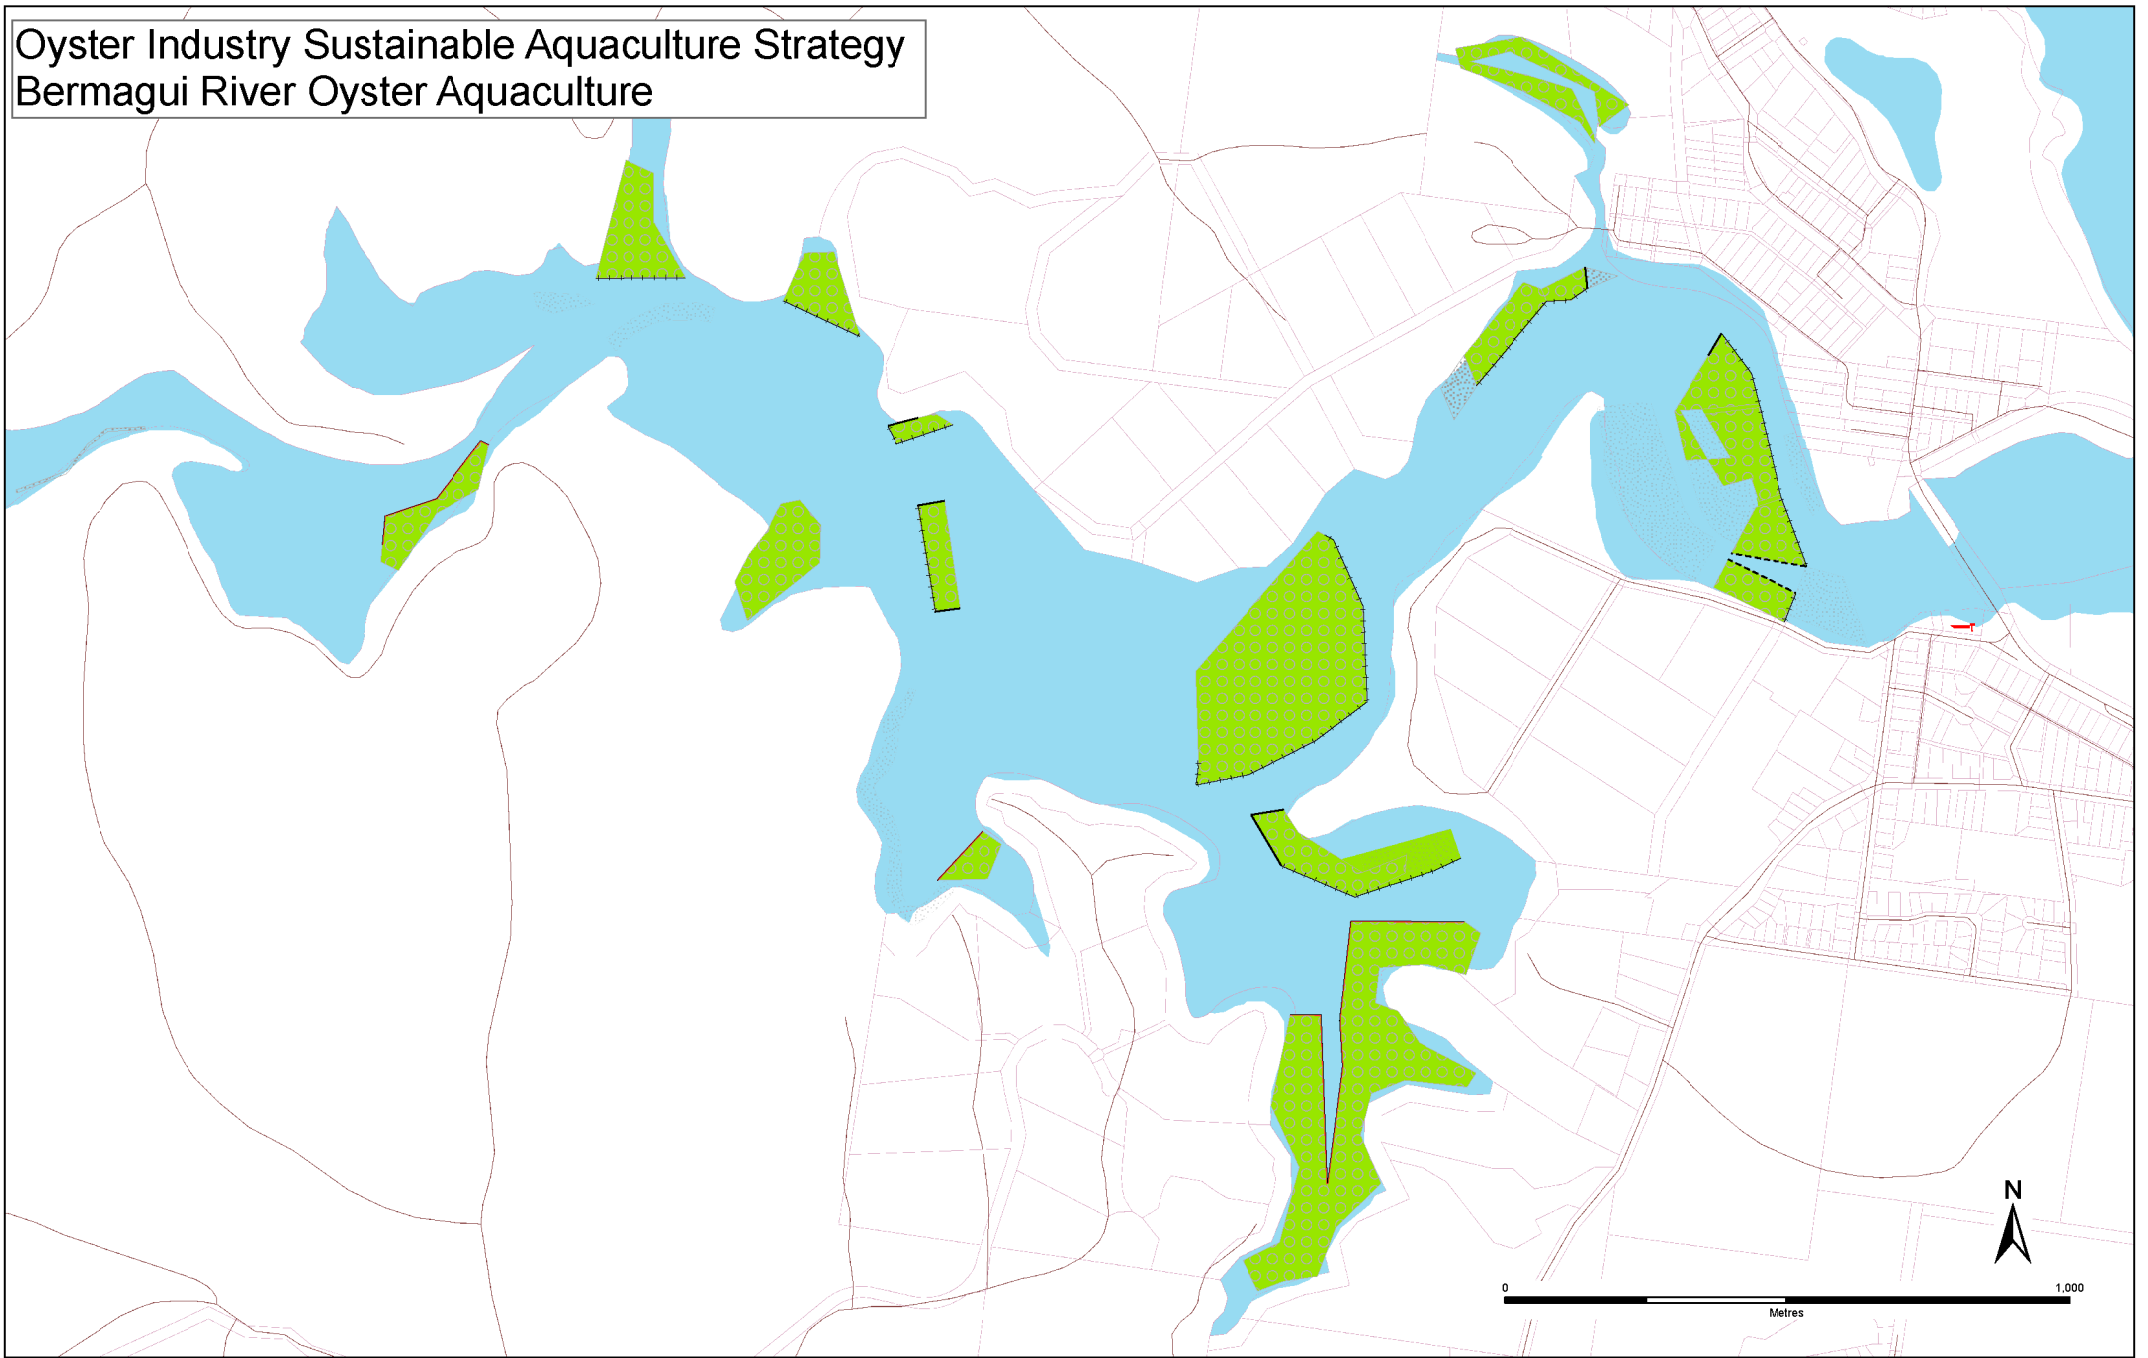 Oyster Industry Sustainable Aquaculture Strategy
Bermagui River Oyster Aquaculture
N
0 1,000
Metres